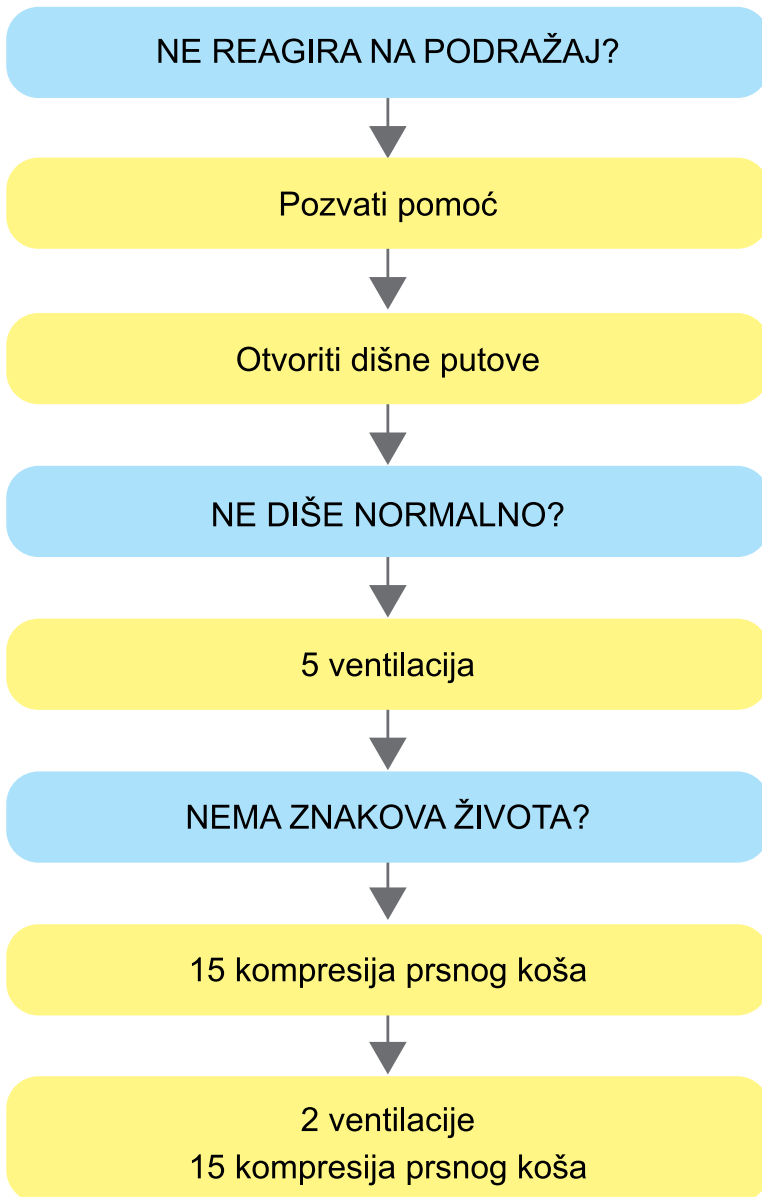 NE REAGIRA NA PODRAŽAJ?
Pozvati pomoć
Otvoriti dišne putove
NE DIŠE NORMALNO?
5 ventilacija
NEMA ZNAKOVA ŽIVOTA?
15 kompresija prsnog koša
2 ventilacije
15 kompresija prsnog koša